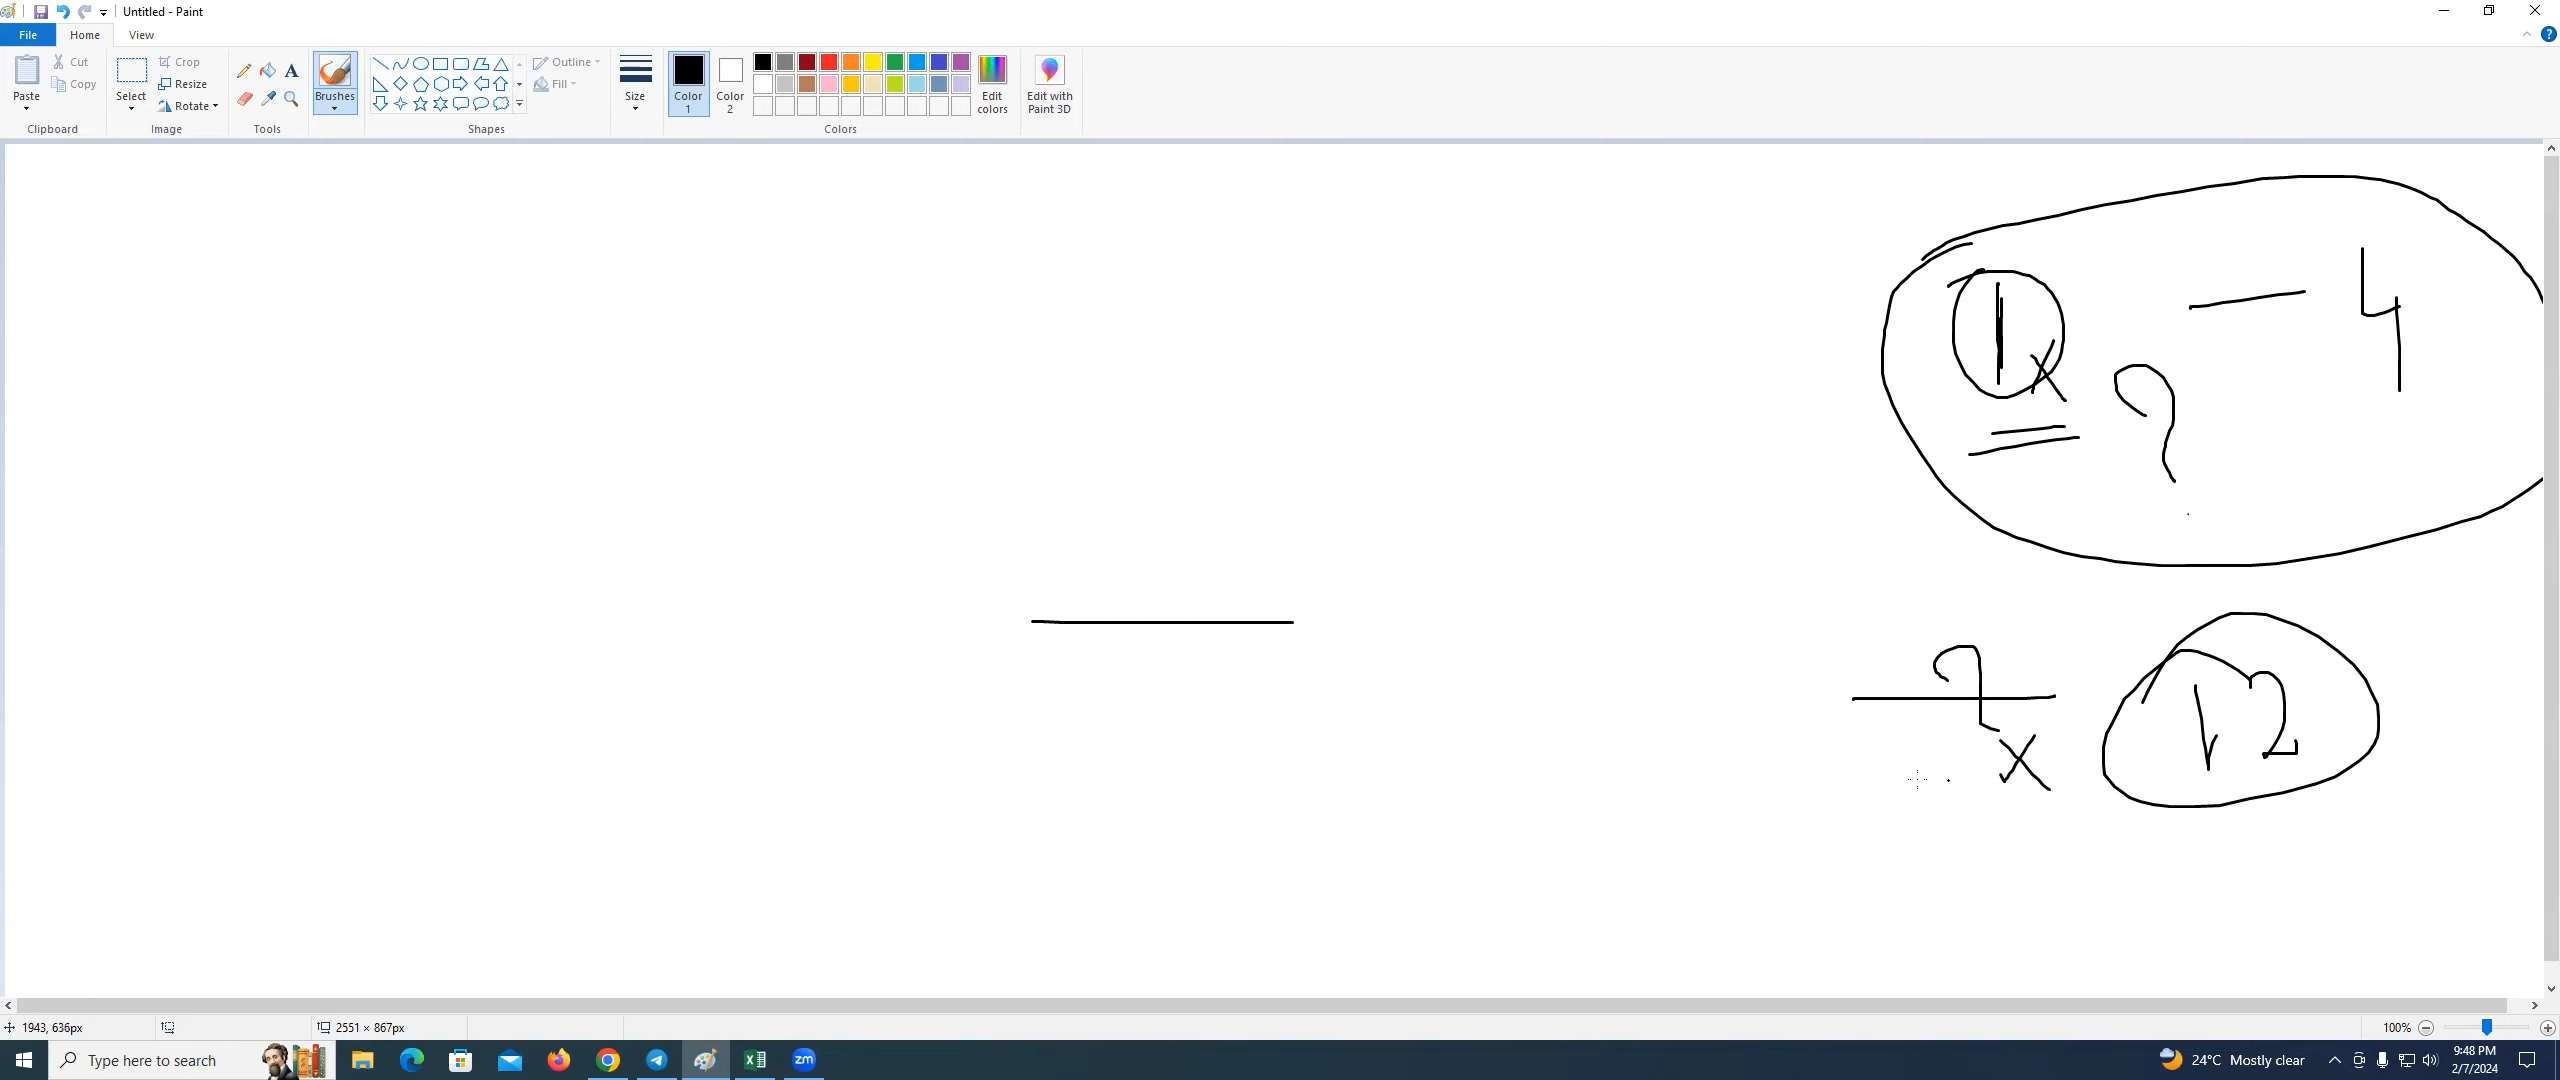 Untitled - Paint
File Home View
Paste Cut Copy Clipboard
Select Crop Resize Rotate Image
Tools
Brushes
Outline Fill Shapes
Size
Color 1 Color 2 Edit colors Colors
Edit with Paint 3D
1x — 4
?
x 12
1943, 636px 2551 × 867px 100%
Type here to search zm 24°C Mostly clear 9:48 PM
2/7/2024